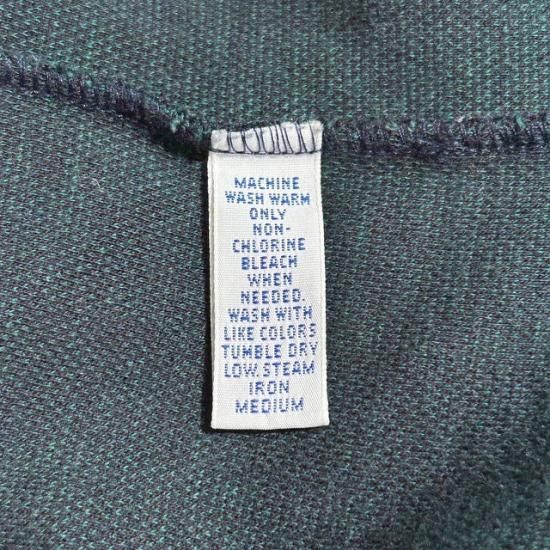 MACHINE
WASH WARM
ONLY
NON-
CHLORINE
BLEACH
WHEN
NEEDED.
WASH WITH
LIKE COLORS
TUMBLE DRY
LOW. STEAM
IRON
MEDIUM